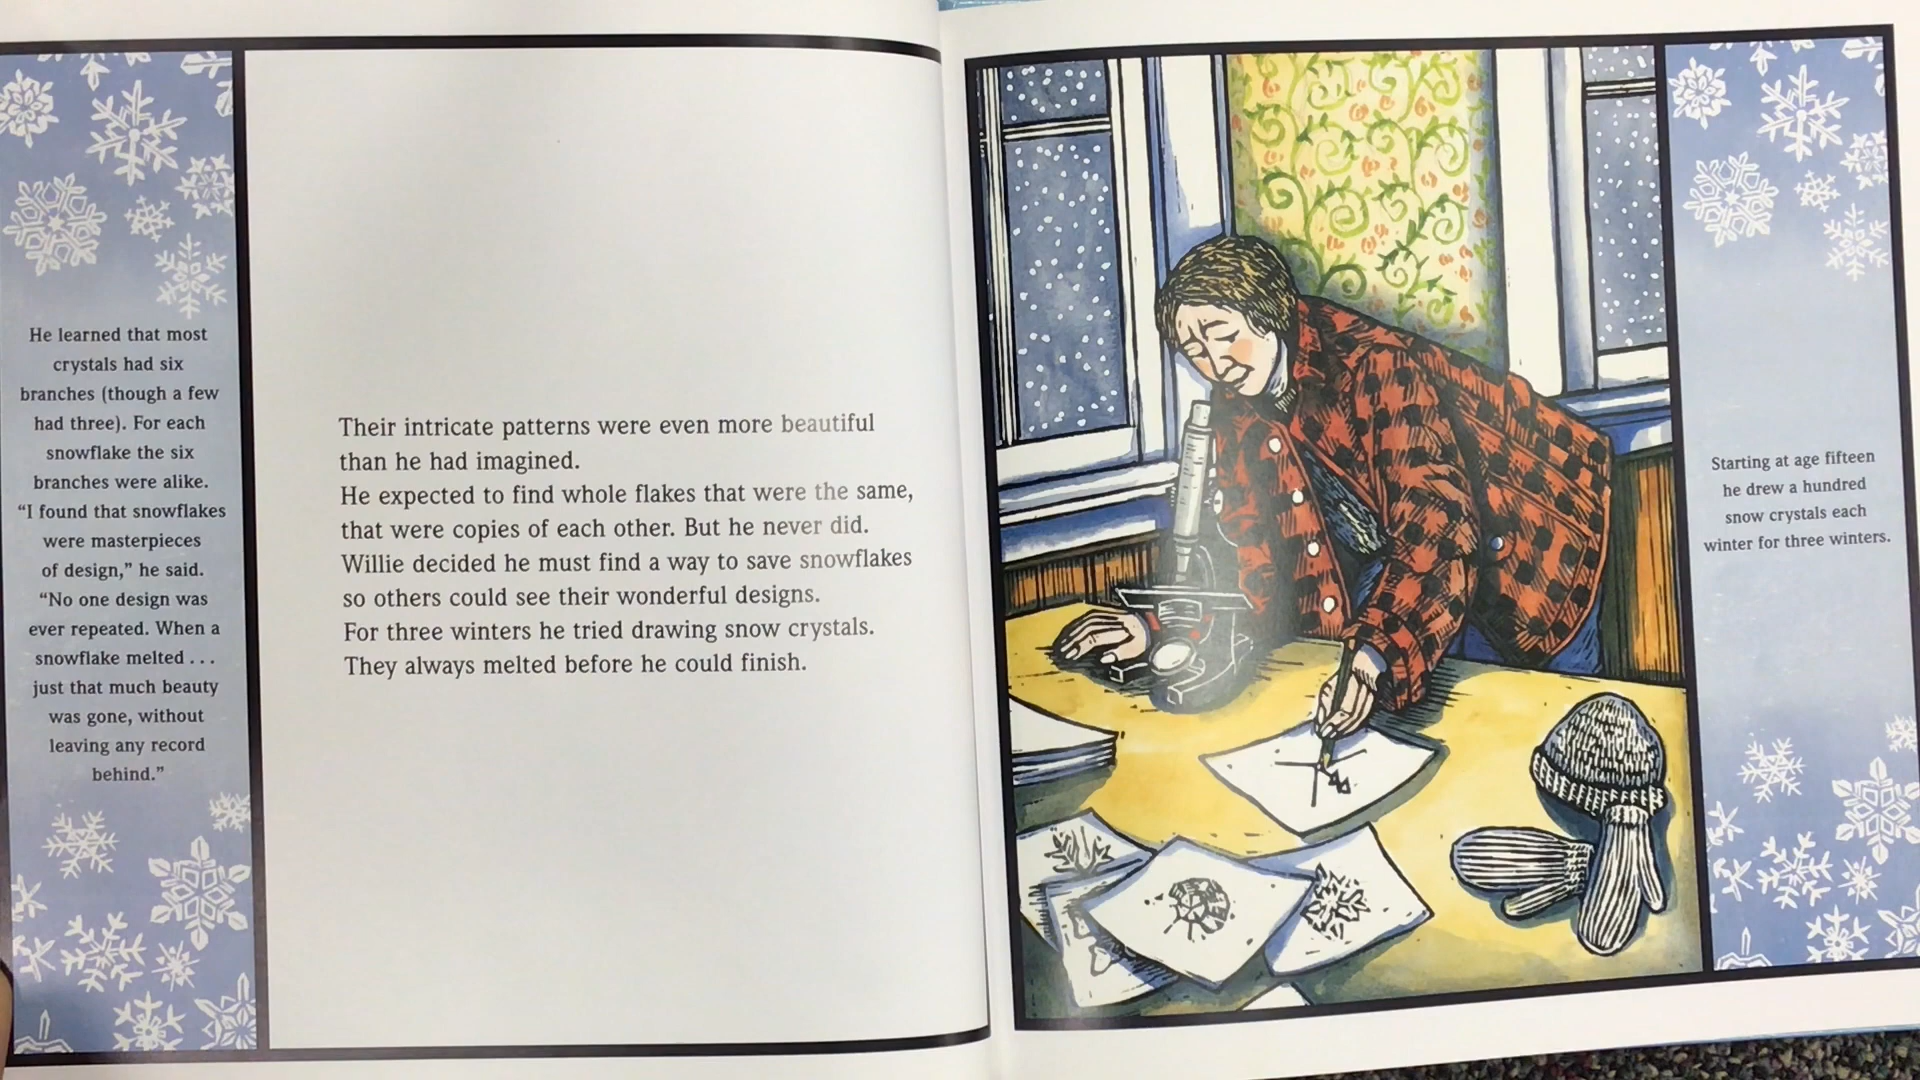 He learned that most
crystals had six
branches (though a few
had three). For each
snowflake the six
branches were alike.
“I found that snowflakes
were masterpieces
of design,” he said.
“No one design was
ever repeated. When a
snowflake melted . . .
just that much beauty
was gone, without
leaving any record
behind.”
Their intricate patterns were even more beautiful
than he had imagined.
He expected to find whole flakes that were the same,
that were copies of each other. But he never did.
Willie decided he must find a way to save snowflakes
so others could see their wonderful designs.
For three winters he tried drawing snow crystals.
They always melted before he could finish.
Starting at age fifteen
he drew a hundred
snow crystals each
winter for three winters.